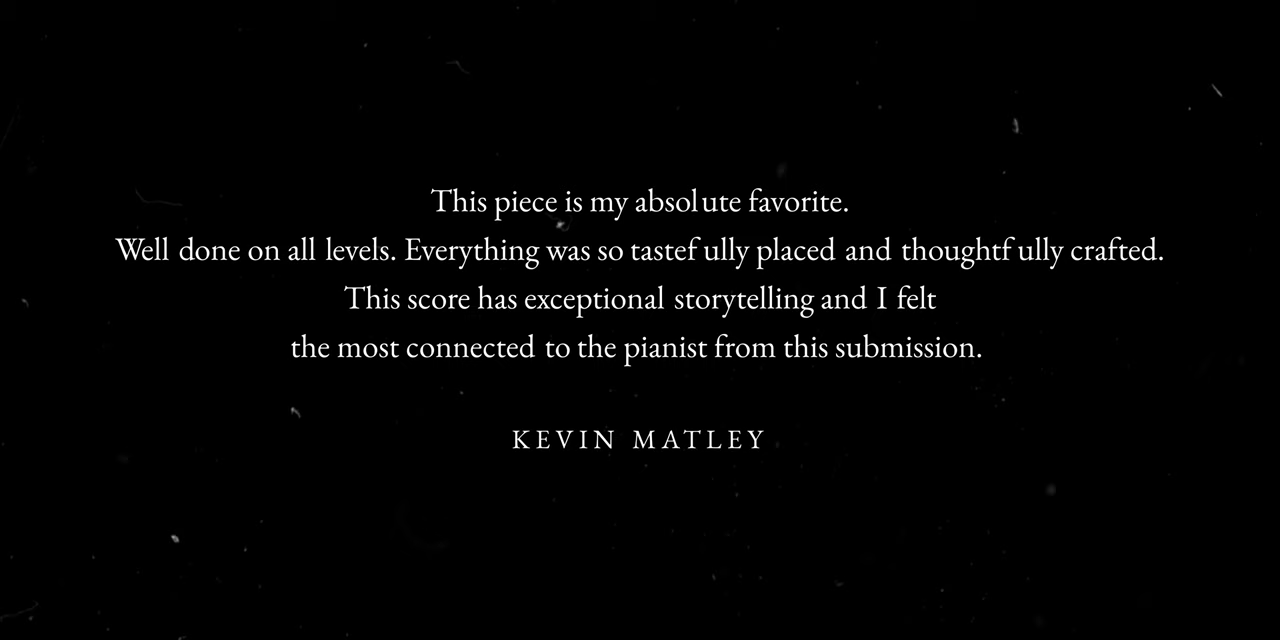 This piece is my absolute favorite.
Well done on all levels. Everything was so tastefully placed and thoughtfully crafted.
This score has exceptional storytelling and I felt
the most connected to the pianist from this submission.
KEVIN MATLEY